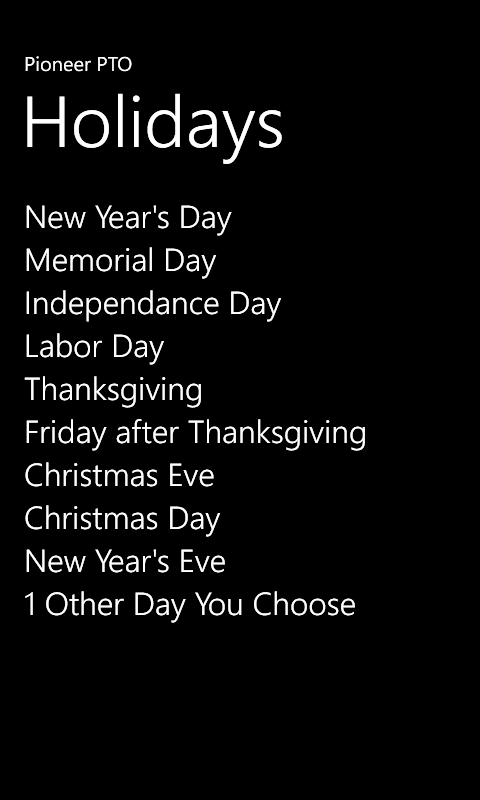 Pioneer PTO
Holidays
New Year's Day
Memorial Day
Independance Day
Labor Day
Thanksgiving
Friday after Thanksgiving
Christmas Eve
Christmas Day
New Year's Eve
1 Other Day You Choose